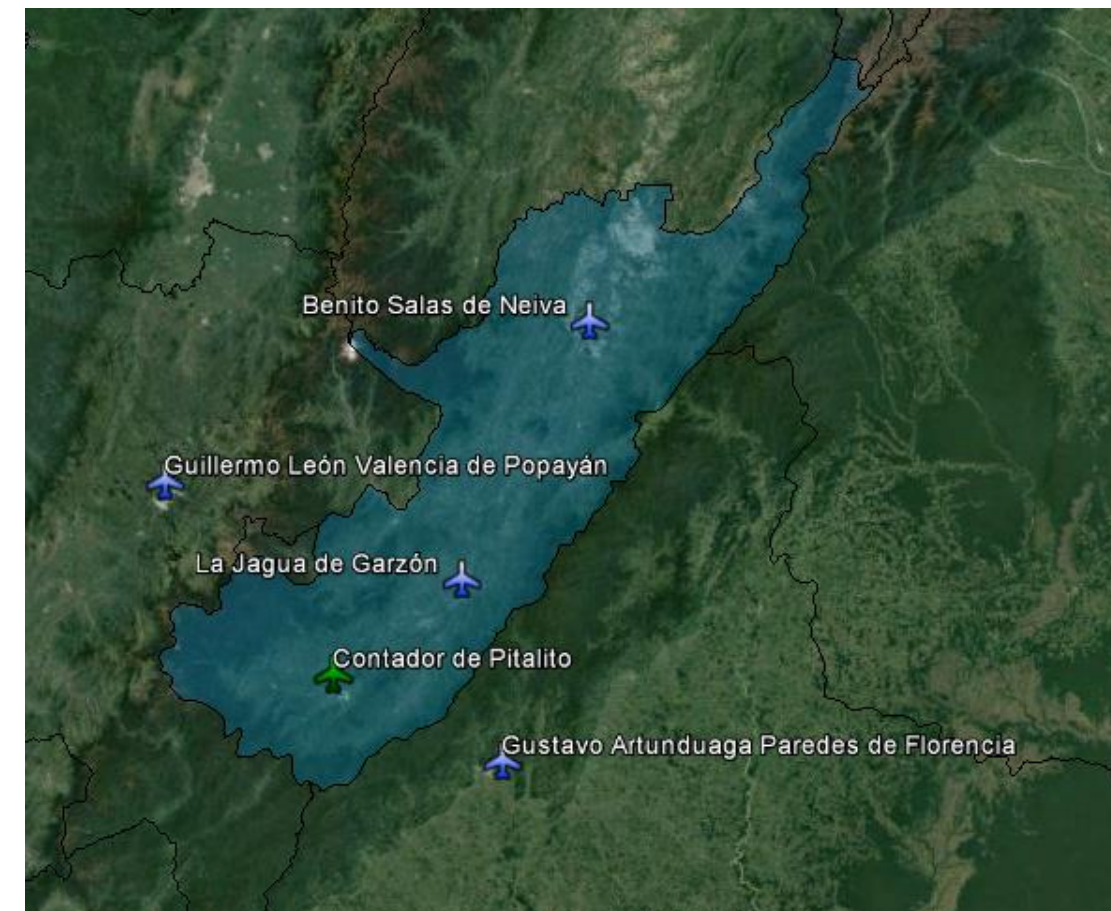 Benito Salas de Neiva
Guillermo León Valencia de Popayán
La Jagua de Garzón
Contador de Pitalito
Gustavo Artunduaga Paredes de Florencia